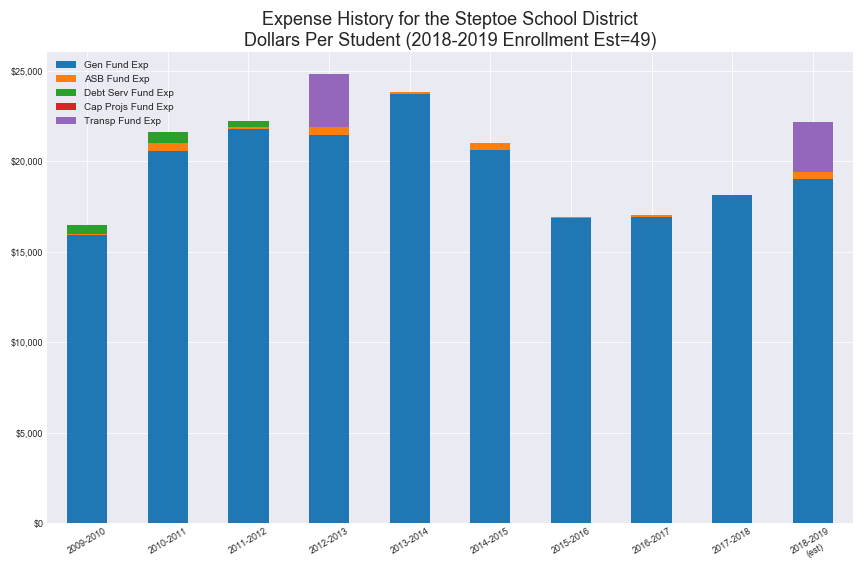 Expense History for the Steptoe School District
Dollars Per Student (2018-2019 Enrollment Est=49)
Gen Fund Exp
ASB Fund Exp
Debt Serv Fund Exp
Cap Projs Fund Exp
Transp Fund Exp
$25,000
$20,000
$15,000
$10,000
$5,000
$0
2009-2010
2010-2011
2011-2012
2012-2013
2013-2014
2014-2015
2015-2016
2016-2017
2017-2018
2018-2019
(est)